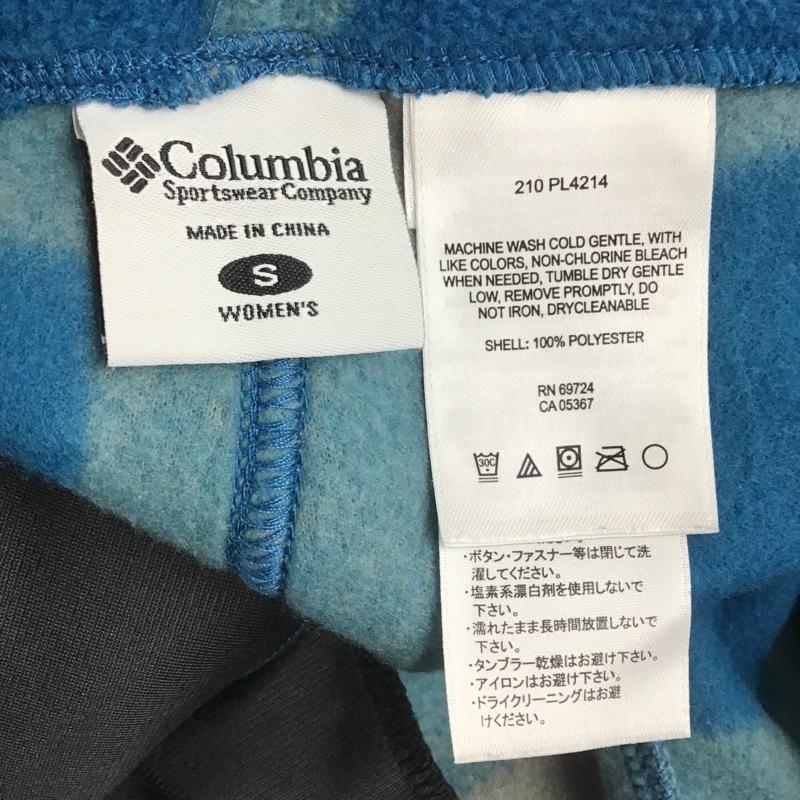 Columbia
Sportswear Company
MADE IN CHINA
S
WOMEN'S
210 PL4214
MACHINE WASH COLD GENTLE, WITH
LIKE COLORS, NON-CHLORINE BLEACH
WHEN NEEDED, TUMBLE DRY GENTLE
LOW, REMOVE PROMPTLY, DO
NOT IRON, DRYCLEANABLE
SHELL: 100% POLYESTER
RN 69724
CA 05367
30C
・ボタン・ファスナー等は閉じて洗
濯してください。
・塩素系漂白剤を使用しないで
下さい。
・濡れたまま長時間放置しないで
下さい。
・タンブラー乾燥はお避け下さい。
・アイロンはお避け下さい。
・ドライクリーニングはお避
けください。